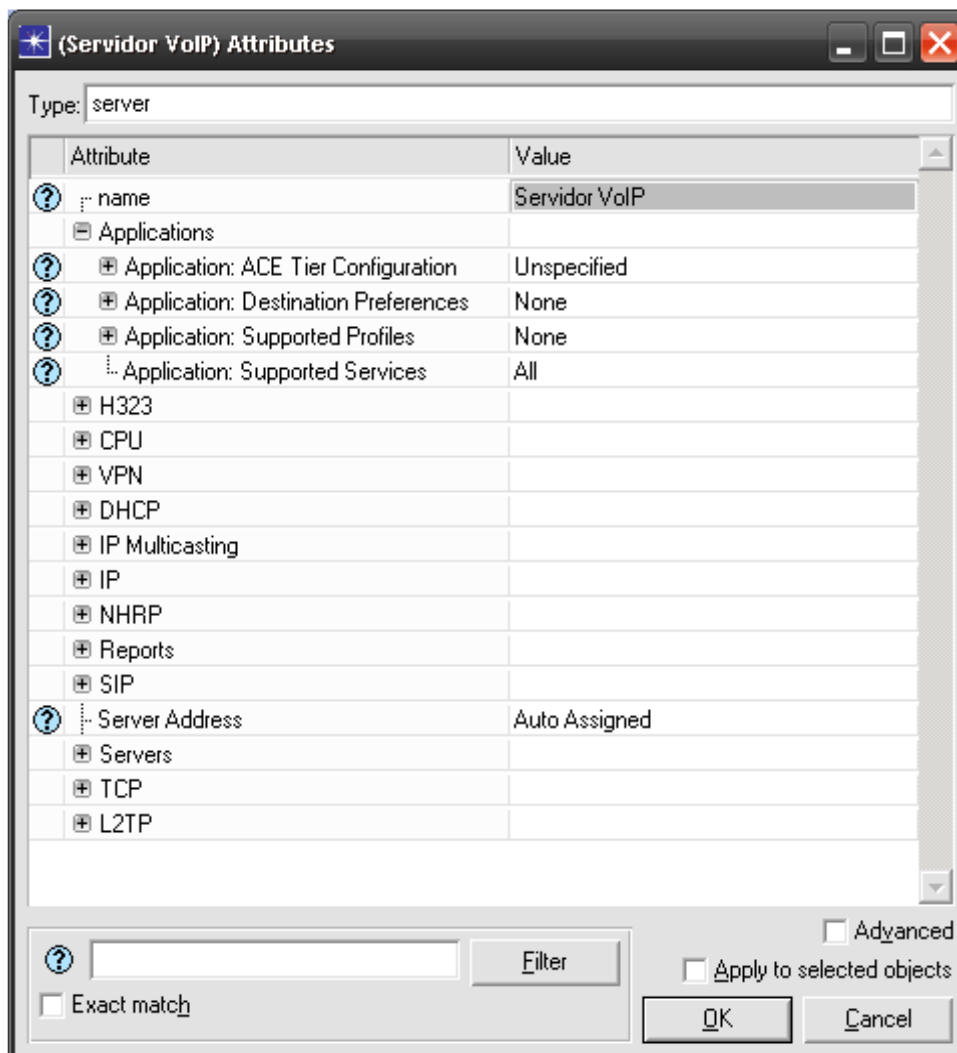 (Servidor VoIP) Attributes
Type: server
Attribute Value
name Servidor VoIP
Applications
Application: ACE Tier Configuration Unspecified
Application: Destination Preferences None
Application: Supported Profiles None
Application: Supported Services All
H323
CPU
VPN
DHCP
IP Multicasting
IP
NHRP
Reports
SIP
Server Address Auto Assigned
Servers
TCP
L2TP
Advanced
Filter
Apply to selected objects
Exact match
OK Cancel